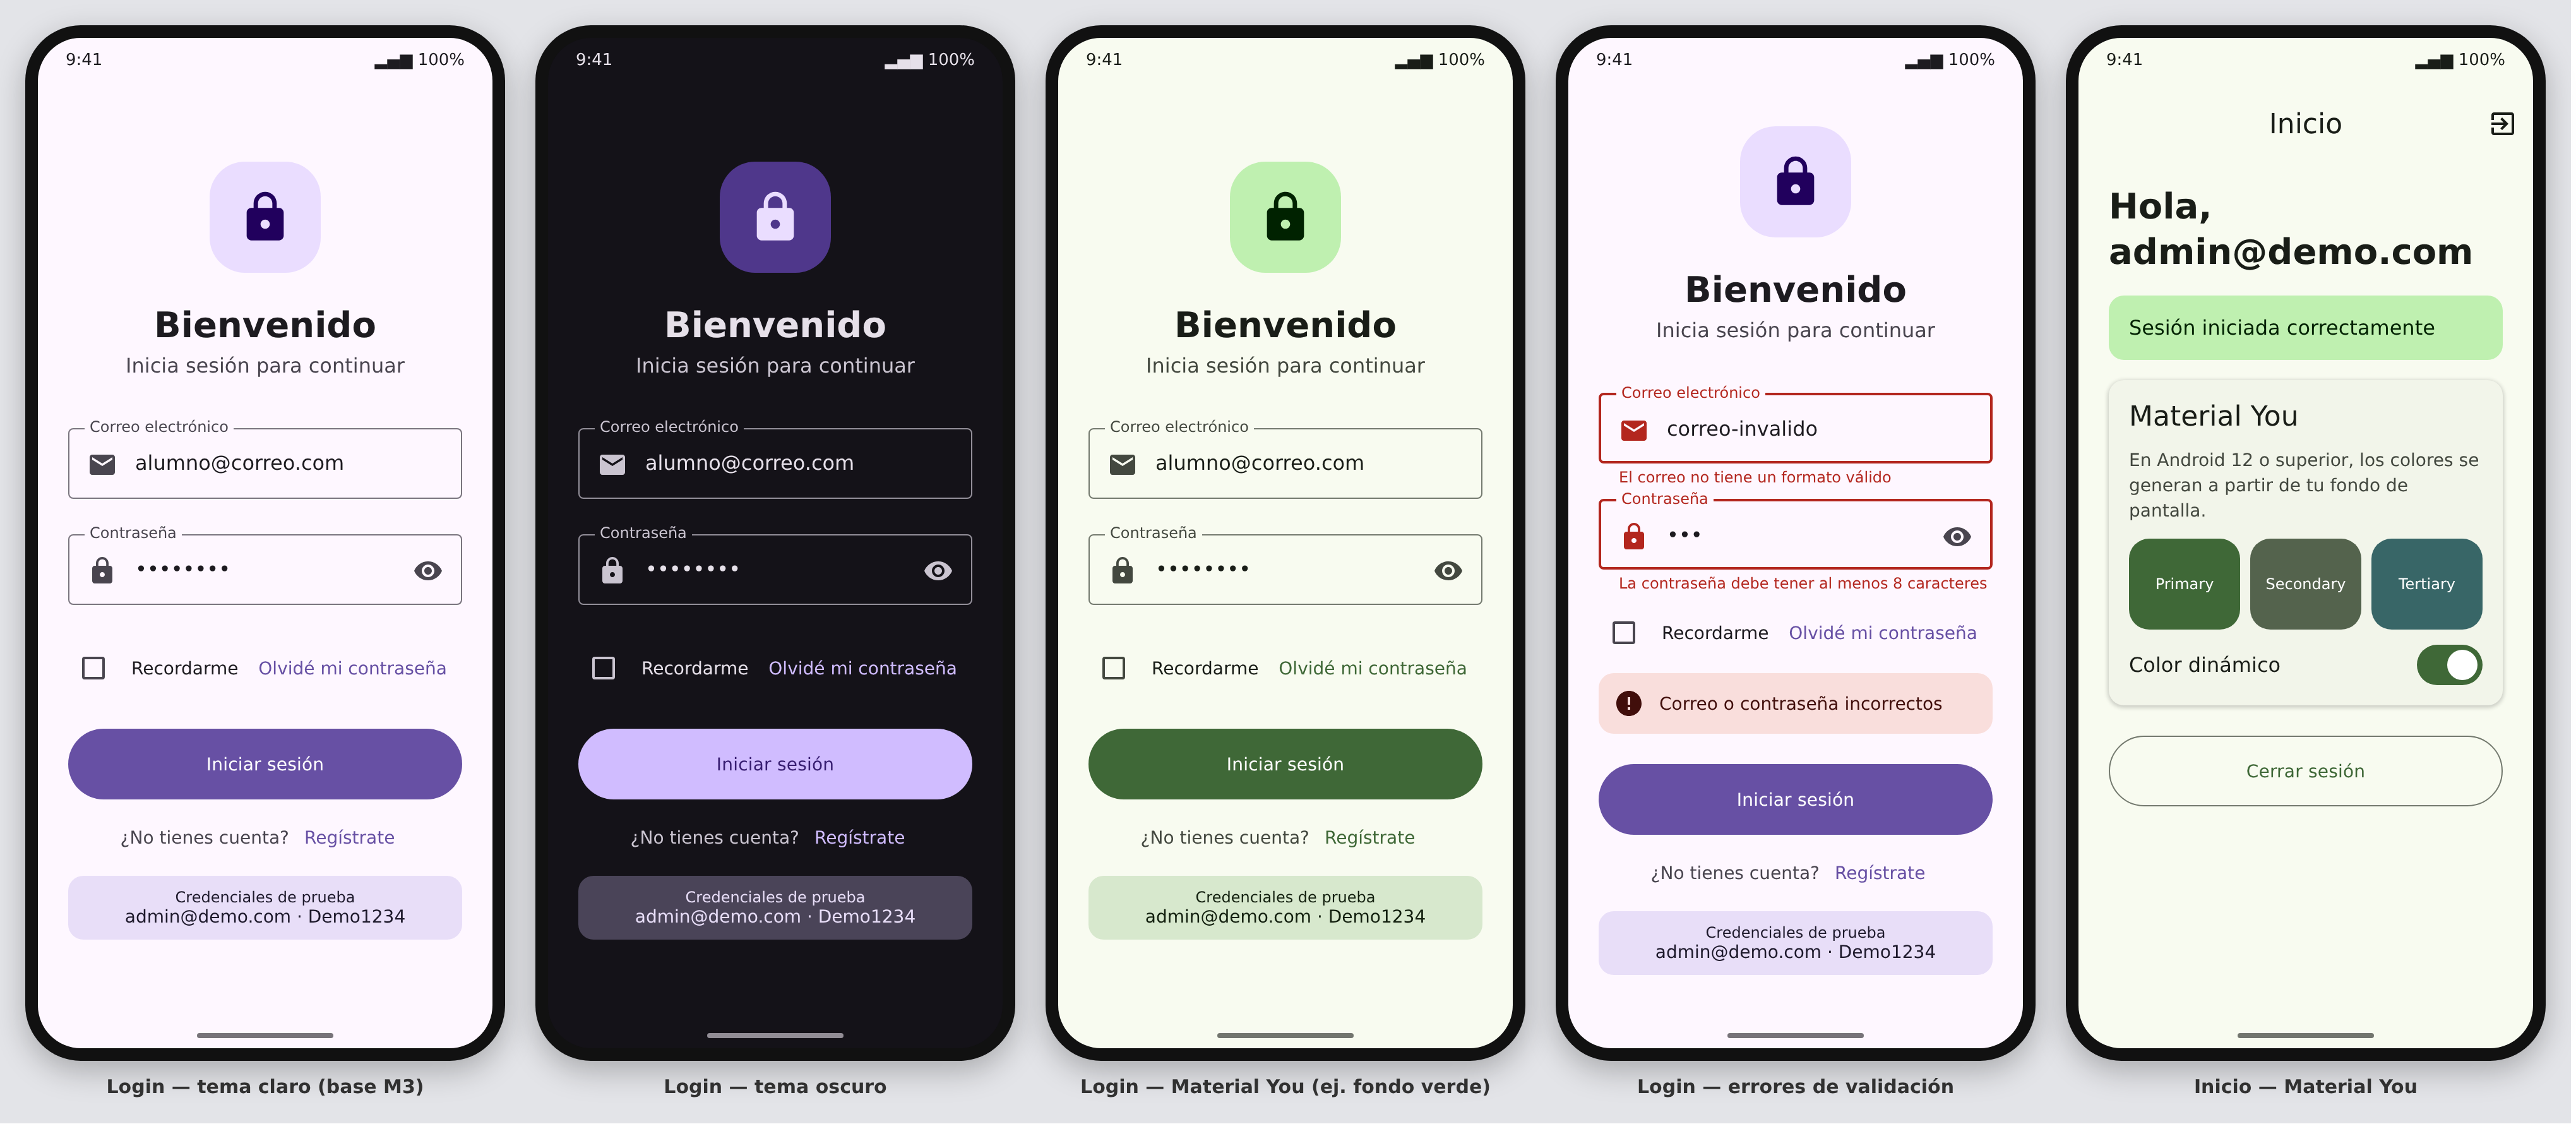 9:41
100%
Bienvenido
Inicia sesión para continuar
Correo electrónico
alumno@correo.com
Contraseña
••••••••
Recordarme
Olvidé mi contraseña
Iniciar sesión
¿No tienes cuenta? Regístrate
Credenciales de prueba
admin@demo.com · Demo1234
Login — tema claro (base M3)
9:41
100%
Bienvenido
Inicia sesión para continuar
Correo electrónico
alumno@correo.com
Contraseña
••••••••
Recordarme
Olvidé mi contraseña
Iniciar sesión
¿No tienes cuenta? Regístrate
Credenciales de prueba
admin@demo.com · Demo1234
Login — tema oscuro
9:41
100%
Bienvenido
Inicia sesión para continuar
Correo electrónico
alumno@correo.com
Contraseña
••••••••
Recordarme
Olvidé mi contraseña
Iniciar sesión
¿No tienes cuenta? Regístrate
Credenciales de prueba
admin@demo.com · Demo1234
Login — Material You (ej. fondo verde)
9:41
100%
Bienvenido
Inicia sesión para continuar
Correo electrónico
correo-invalido
El correo no tiene un formato válido
Contraseña
•••
La contraseña debe tener al menos 8 caracteres
Recordarme
Olvidé mi contraseña
Correo o contraseña incorrectos
Iniciar sesión
¿No tienes cuenta? Regístrate
Credenciales de prueba
admin@demo.com · Demo1234
Login — errores de validación
9:41
100%
Inicio
Hola,
admin@demo.com
Sesión iniciada correctamente
Material You
En Android 12 o superior, los colores se
generan a partir de tu fondo de
pantalla.
Primary
Secondary
Tertiary
Color dinámico
Cerrar sesión
Inicio — Material You